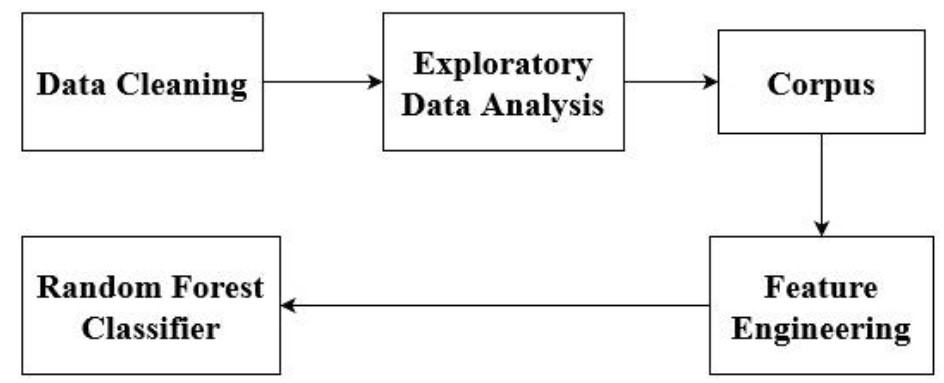 Data Cleaning
Exploratory
Data Analysis
Corpus
Random Forest
Classifier
Feature
Engineering